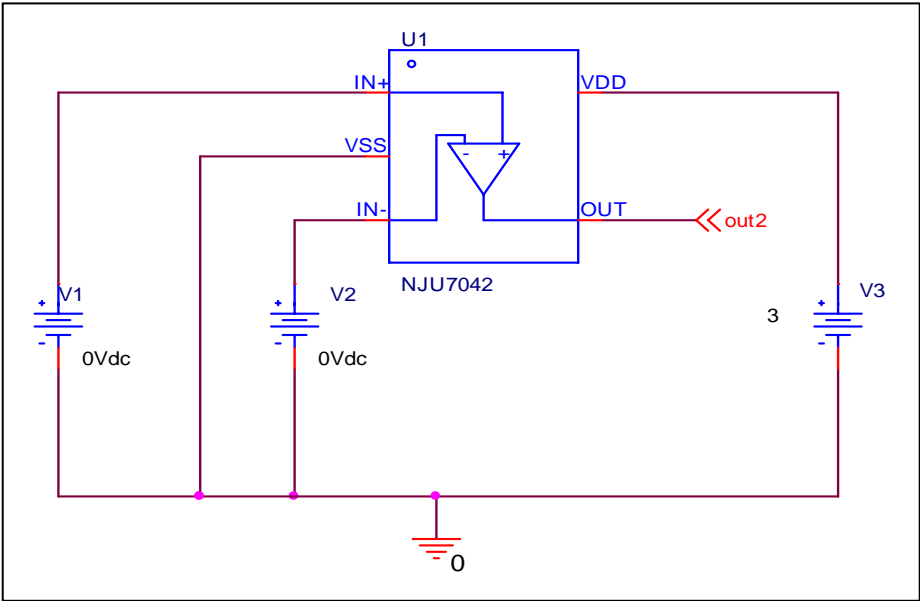 U1
IN+
VDD
VSS
- +
IN-
OUT
out2
NJU7042
+
V1
-
0Vdc
+
V2
-
0Vdc
+
V3
-
3
0